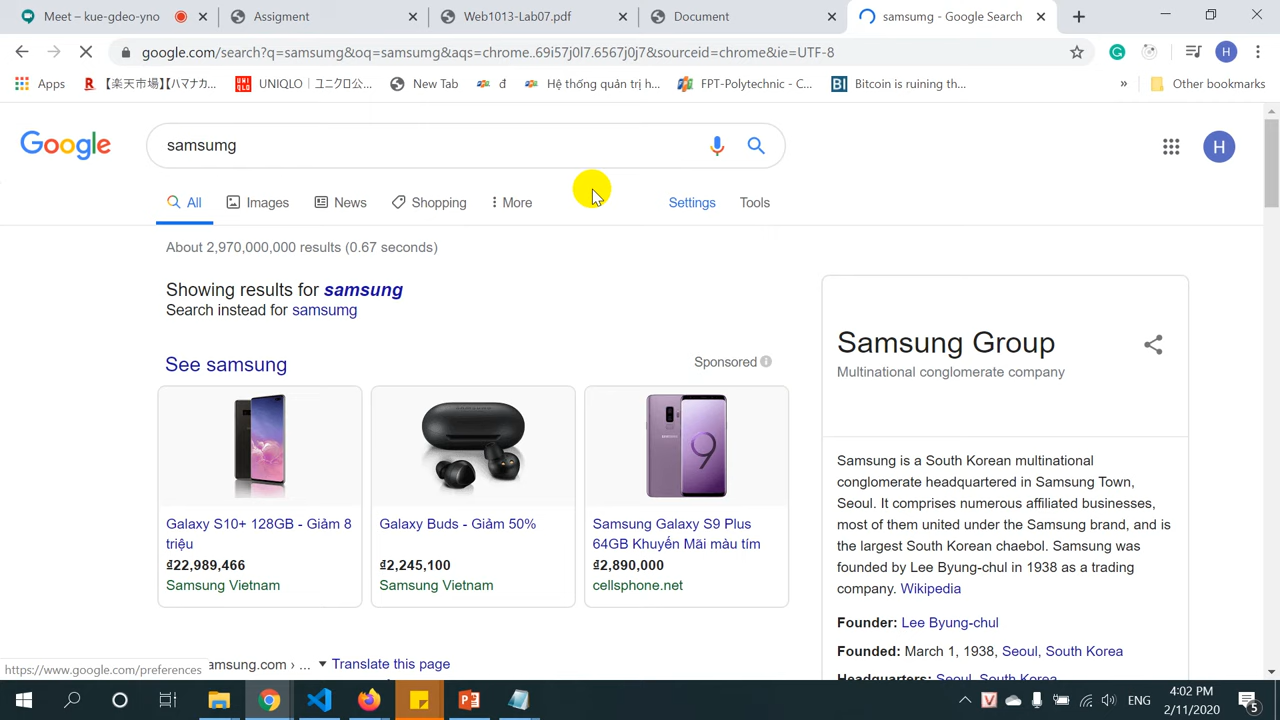 Meet – kue-gdeo-yno
Assigment
Web1013-Lab07.pdf
Document
samsumg - Google Search
google.com/search?q=samsumg&oq=samsumg&aqs=chrome.69i57j0l7.6567j0j7&sourceid=chrome&ie=UTF-8
H
Apps
【楽天市場】【ハマナカ...
UNIQLO｜ユニクロ公...
New Tab
đ
Hệ thống quản trị h...
FPT-Polytechnic - C...
BI
Bitcoin is ruining th...
»
Other bookmarks
Google
samsumg
H
All
Images
News
Shopping
More
Settings
Tools
About 2,970,000,000 results (0.67 seconds)
Showing results for samsung
Search instead for samsumg
See samsung
Sponsored
Galaxy S10+ 128GB - Giảm 8
triệu
₫22,989,466
Samsung Vietnam
Galaxy Buds - Giảm 50%
₫2,245,100
Samsung Vietnam
Samsung Galaxy S9 Plus
64GB Khuyến Mãi màu tím
₫2,890,000
cellsphone.net
Samsung Group
Multinational conglomerate company
Samsung is a South Korean multinational
conglomerate headquartered in Samsung Town,
Seoul. It comprises numerous affiliated businesses,
most of them united under the Samsung brand, and is
the largest South Korean chaebol. Samsung was
founded by Lee Byung-chul in 1938 as a trading
company. Wikipedia
Founder: Lee Byung-chul
Founded: March 1, 1938, Seoul, South Korea
Headquarters: Seoul, South Korea
amsung.com › ... Translate this page
https://www.google.com/preferences
ENG
4:02 PM
2/11/2020
5